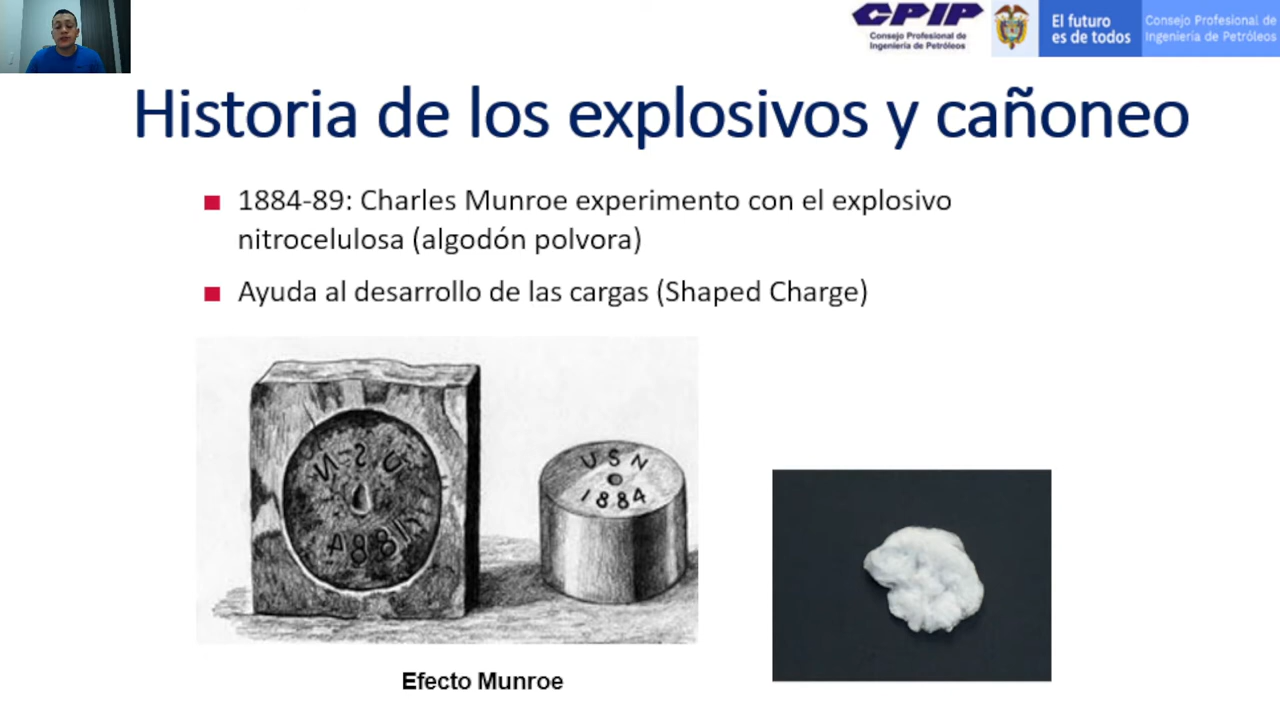 CPIP
Consejo Profesional de
Ingeniería de Petróleos
El futuro
es de todos
Consejo Profesional de
Ingeniería de Petróleos
Historia de los explosivos y cañoneo
1884-89: Charles Munroe experimento con el explosivo
nitrocelulosa (algodón polvora)
Ayuda al desarrollo de las cargas (Shaped Charge)
USN
1884
Efecto Munroe